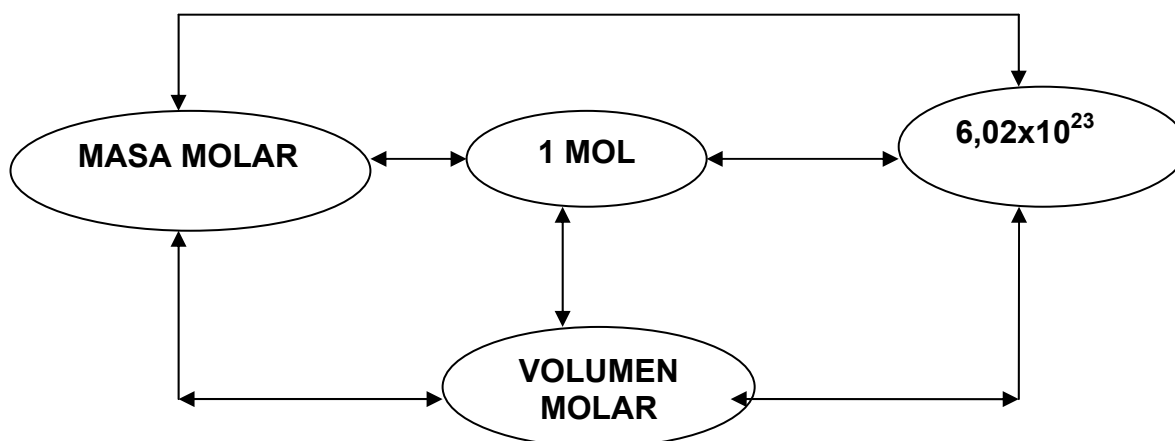 MASA MOLAR
1 MOL
6,02x10²³
VOLUMEN
MOLAR